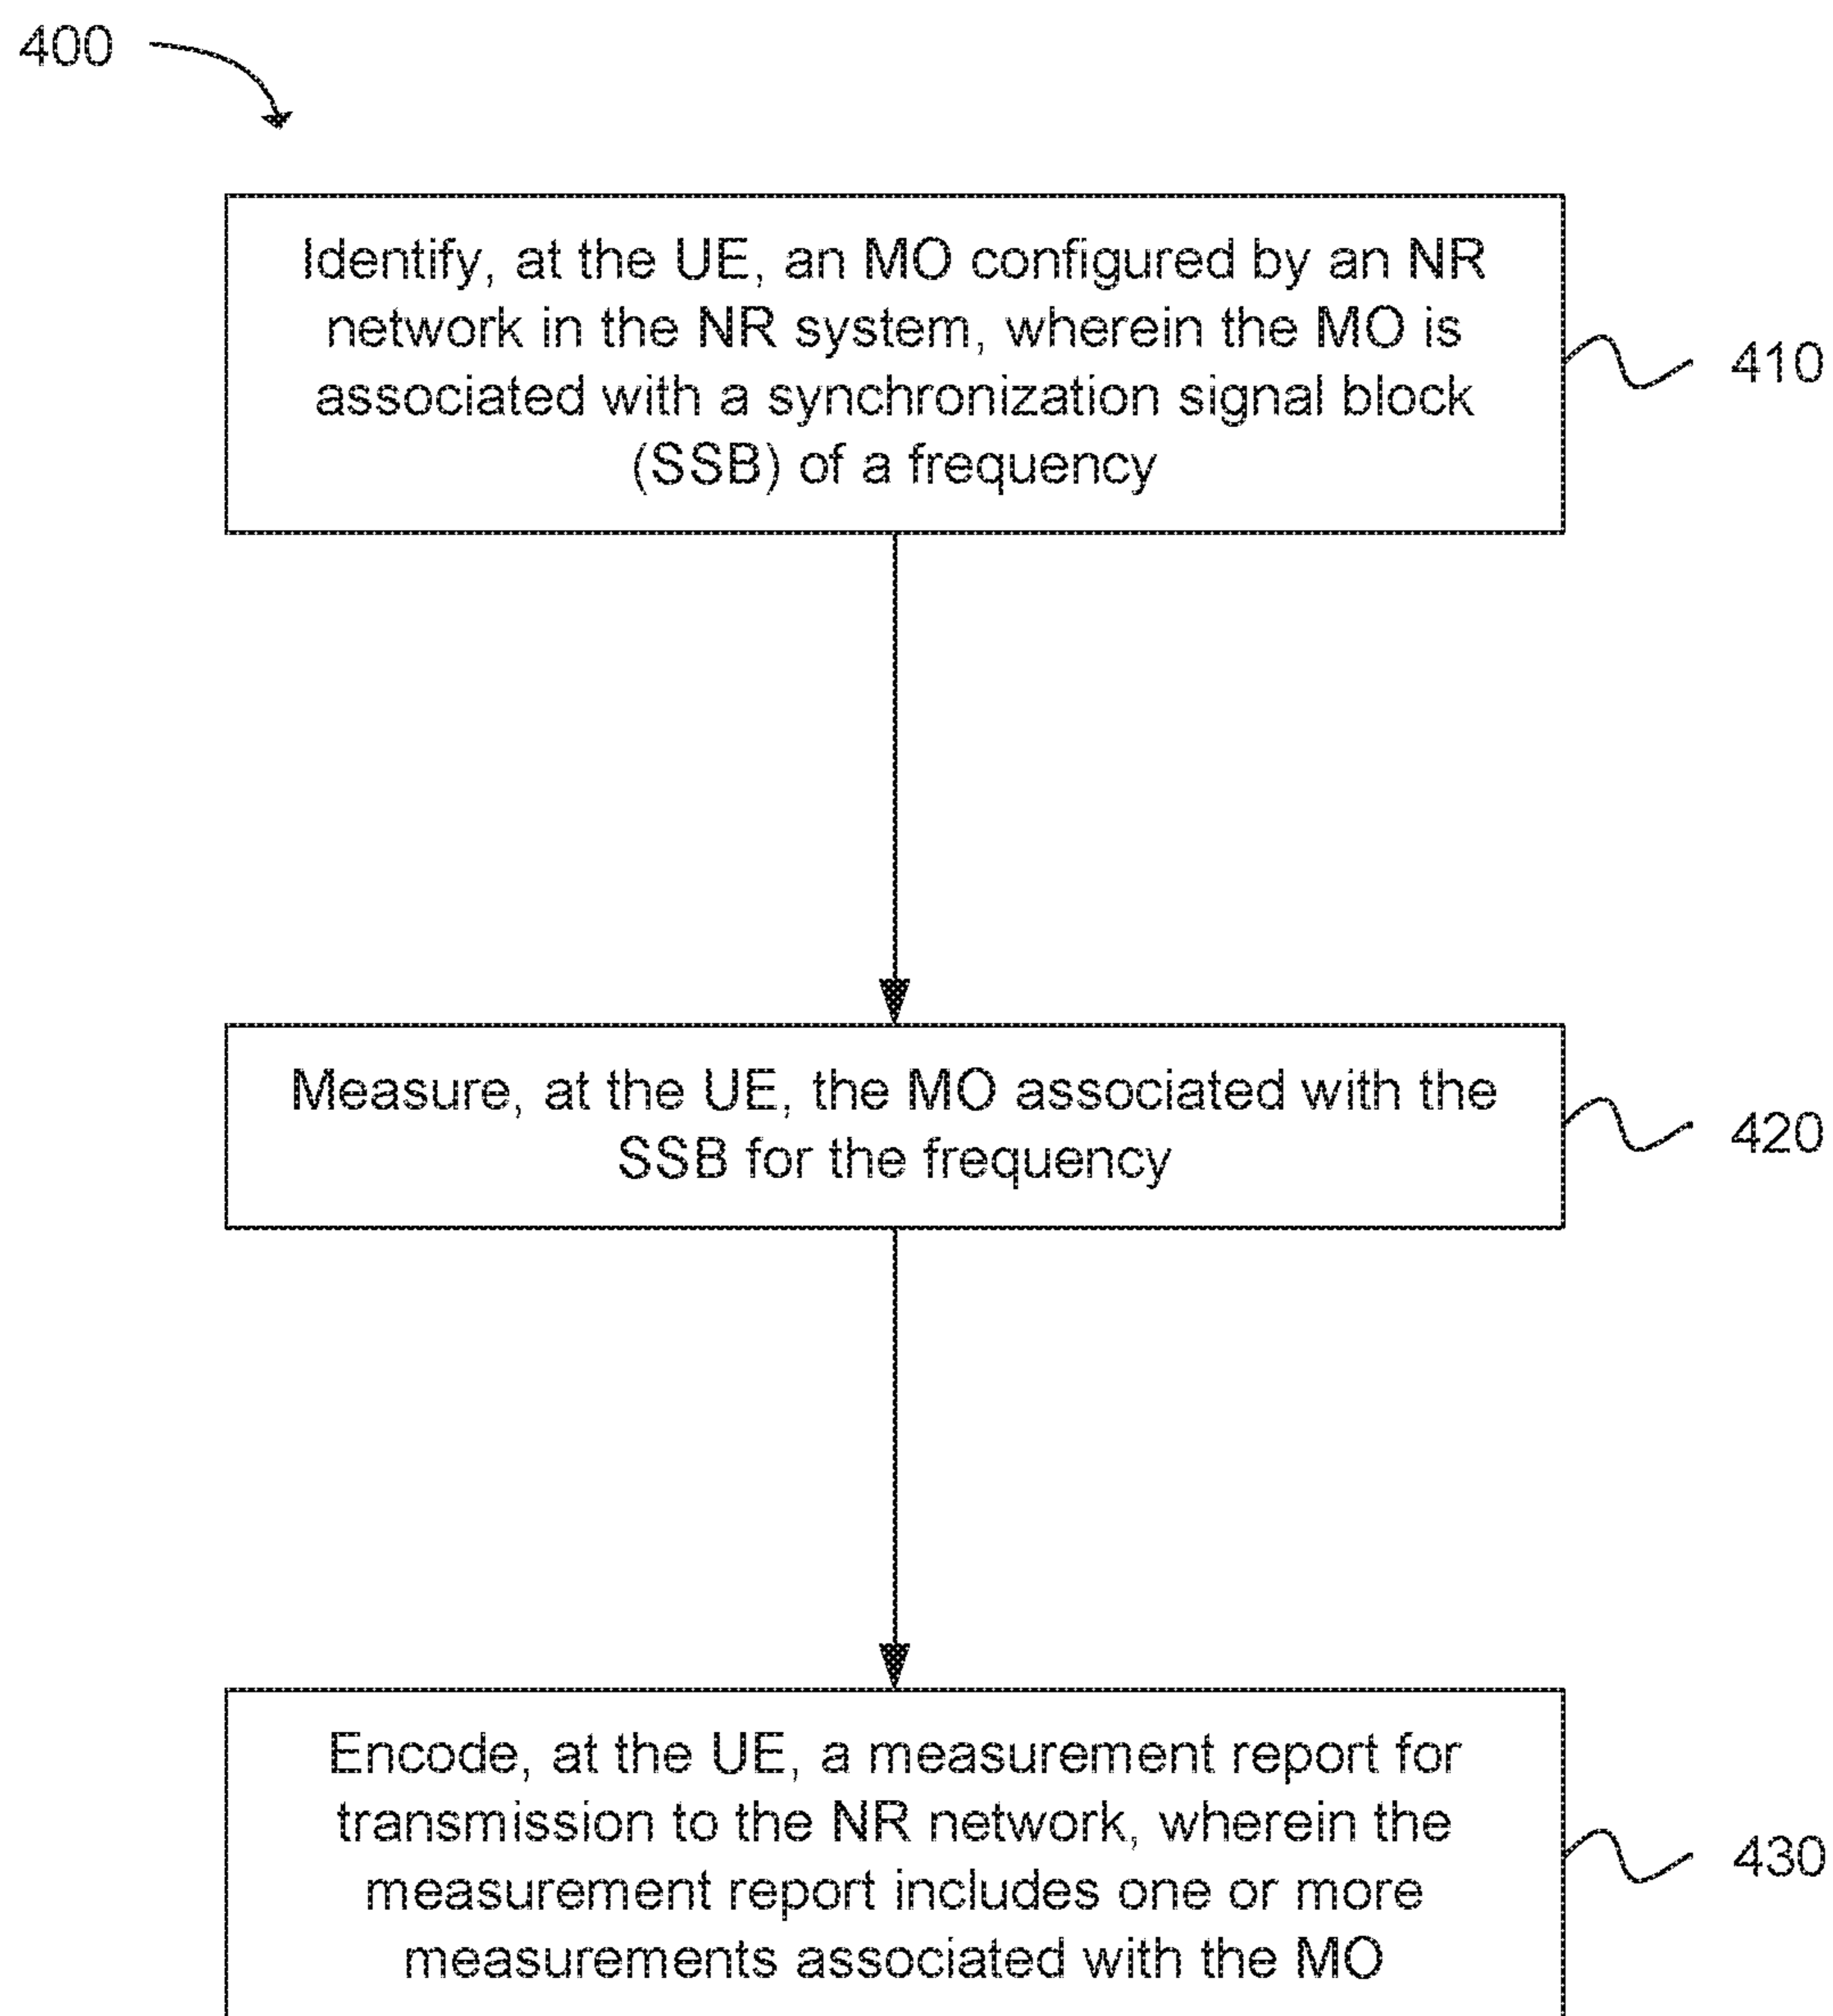 400
Identify, at the UE, an MO configured by an NR
network in the NR system, wherein the MO is
associated with a synchronization signal block
(SSB) of a frequency
410
Measure, at the UE, the MO associated with the
SSB for the frequency
420
Encode, at the UE, a measurement report for
transmission to the NR network, wherein the
measurement report includes one or more
measurements associated with the MO
430